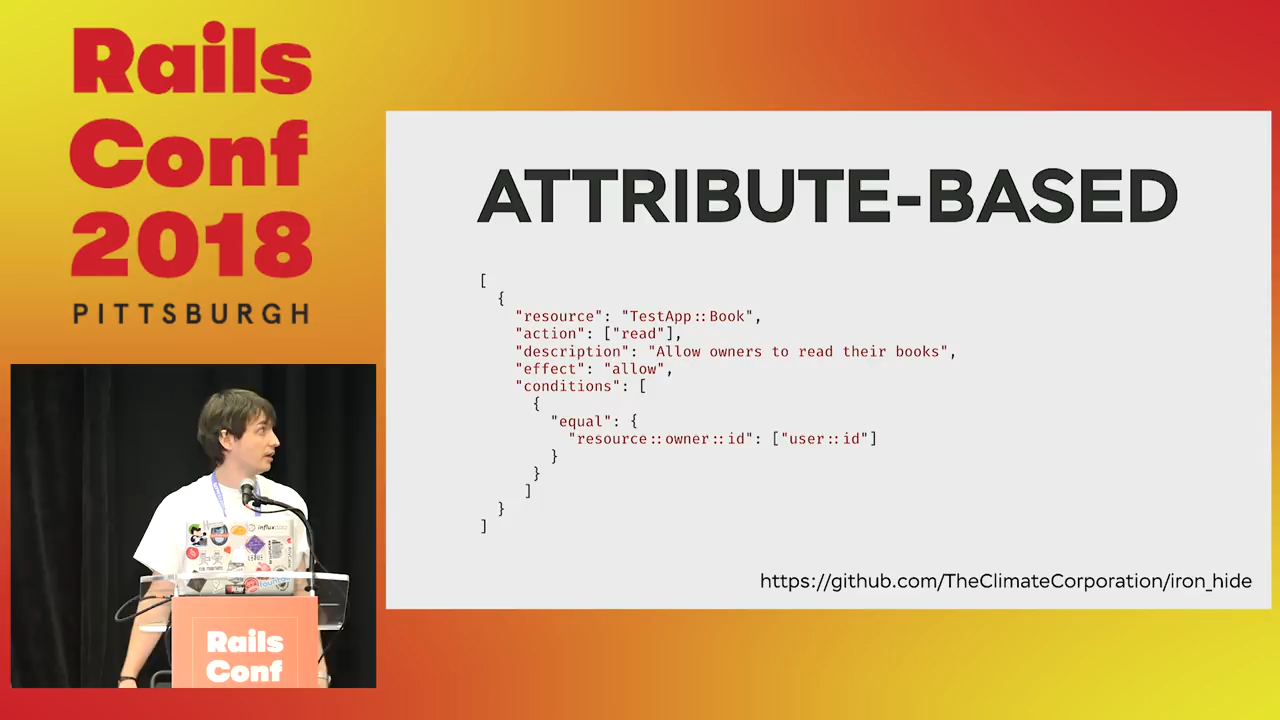 Rails
Conf
2018
PITTSBURGH
ATTRIBUTE-BASED
[
  {
    "resource": "TestApp::Book",
    "action": ["read"],
    "description": "Allow owners to read their books",
    "effect": "allow",
    "conditions": [
      {
        "equal": {
          "resource::owner::id": ["user::id"]
        }
      }
     ]
  }
]
https://github.com/TheClimateCorporation/iron_hide
influxdata
Rails
Conf